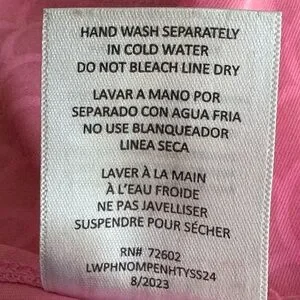 HAND WASH SEPARATELY
IN COLD WATER
DO NOT BLEACH LINE DRY
LAVAR A MANO POR
SEPARADO CON AGUA FRIA
NO USE BLANQUEADOR
LINEA SECA
LAVER À LA MAIN
À L'EAU FROIDE
NE PAS JAVELLISER
SUSPENDRE POUR SÉCHER
RN# 72602
LWPHNOMPENHTYSS24
8/2023